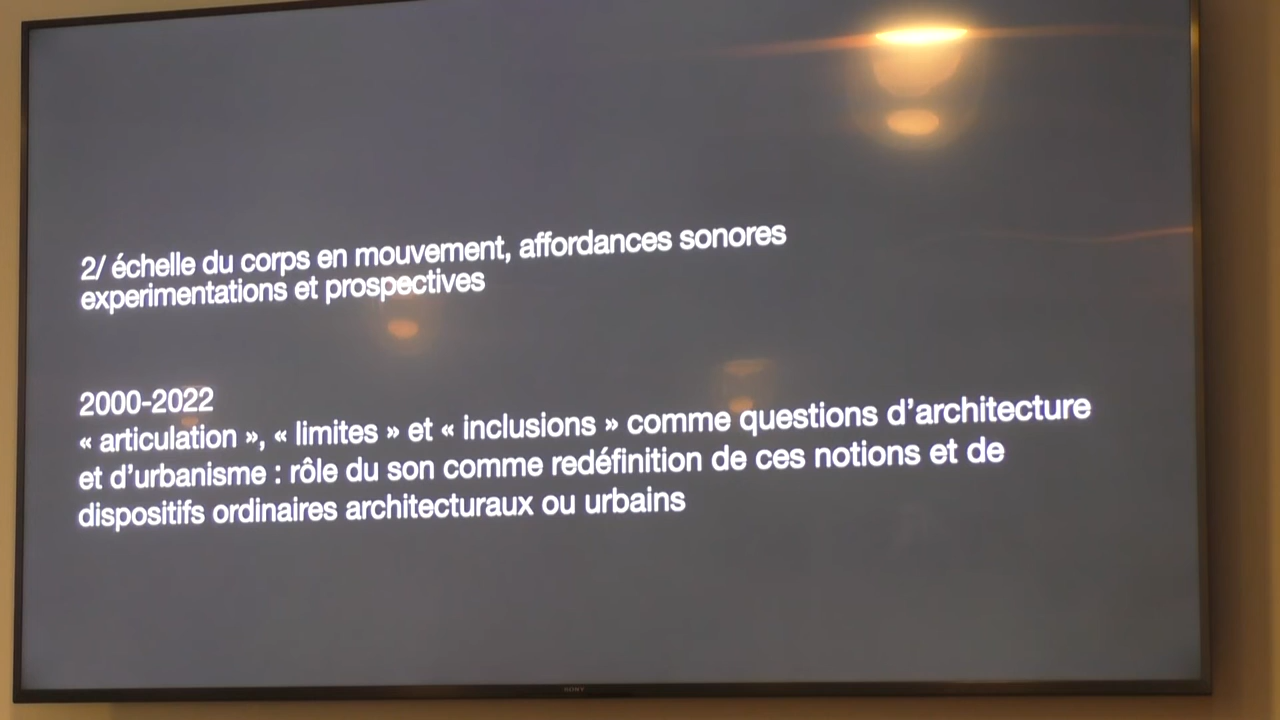 2/ échelle du corps en mouvement, affordances sonores
experimentations et prospectives
2000-2022
« articulation », « limites » et « inclusions » comme questions d’architecture
et d’urbanisme : rôle du son comme redéfinition de ces notions et de
dispositifs ordinaires architecturaux ou urbains
SONY